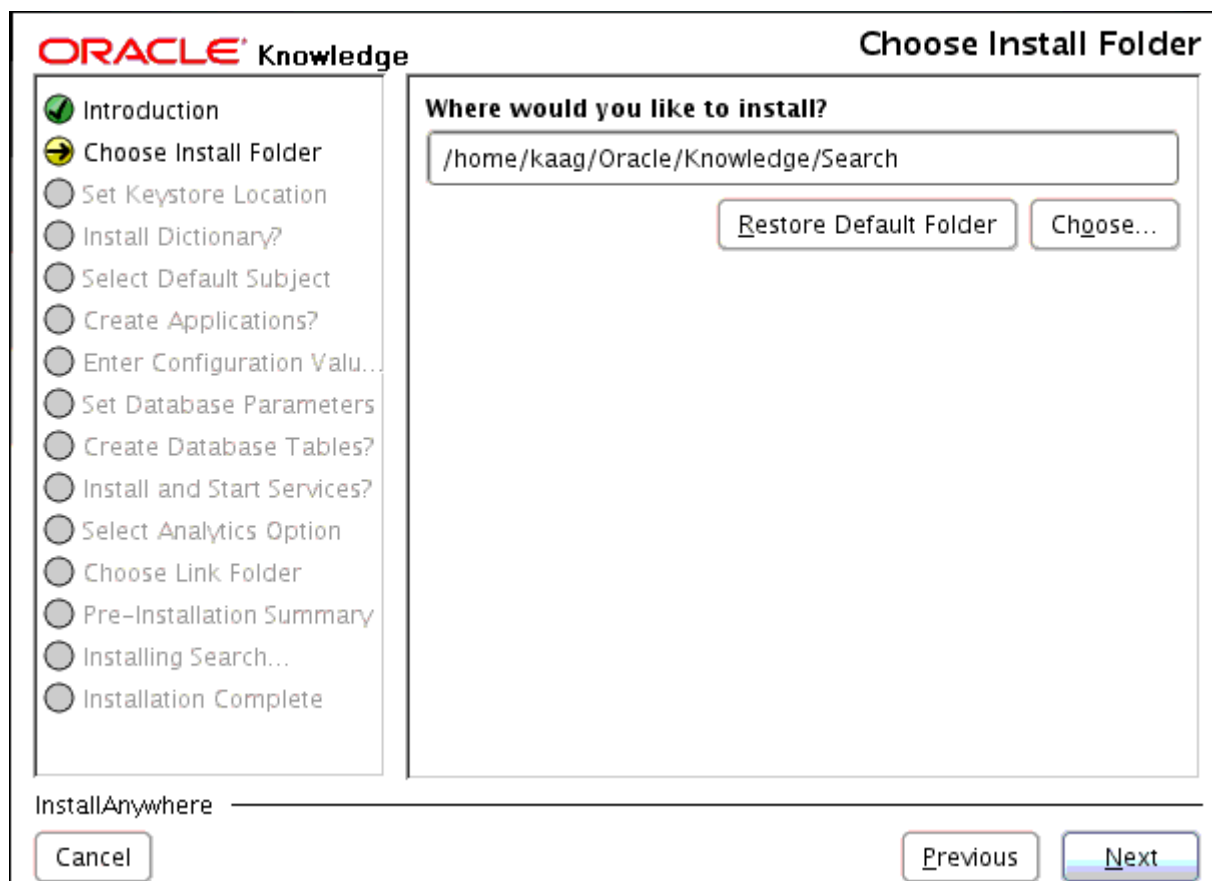 ORACLE Knowledge
Choose Install Folder
Introduction
Choose Install Folder
Set Keystore Location
Install Dictionary?
Select Default Subject
Create Applications?
Enter Configuration Valu...
Set Database Parameters
Create Database Tables?
Install and Start Services?
Select Analytics Option
Choose Link Folder
Pre-Installation Summary
Installing Search...
Installation Complete
Where would you like to install?
/home/kaag/Oracle/Knowledge/Search
Restore Default Folder Choose...
InstallAnywhere
Cancel Previous Next